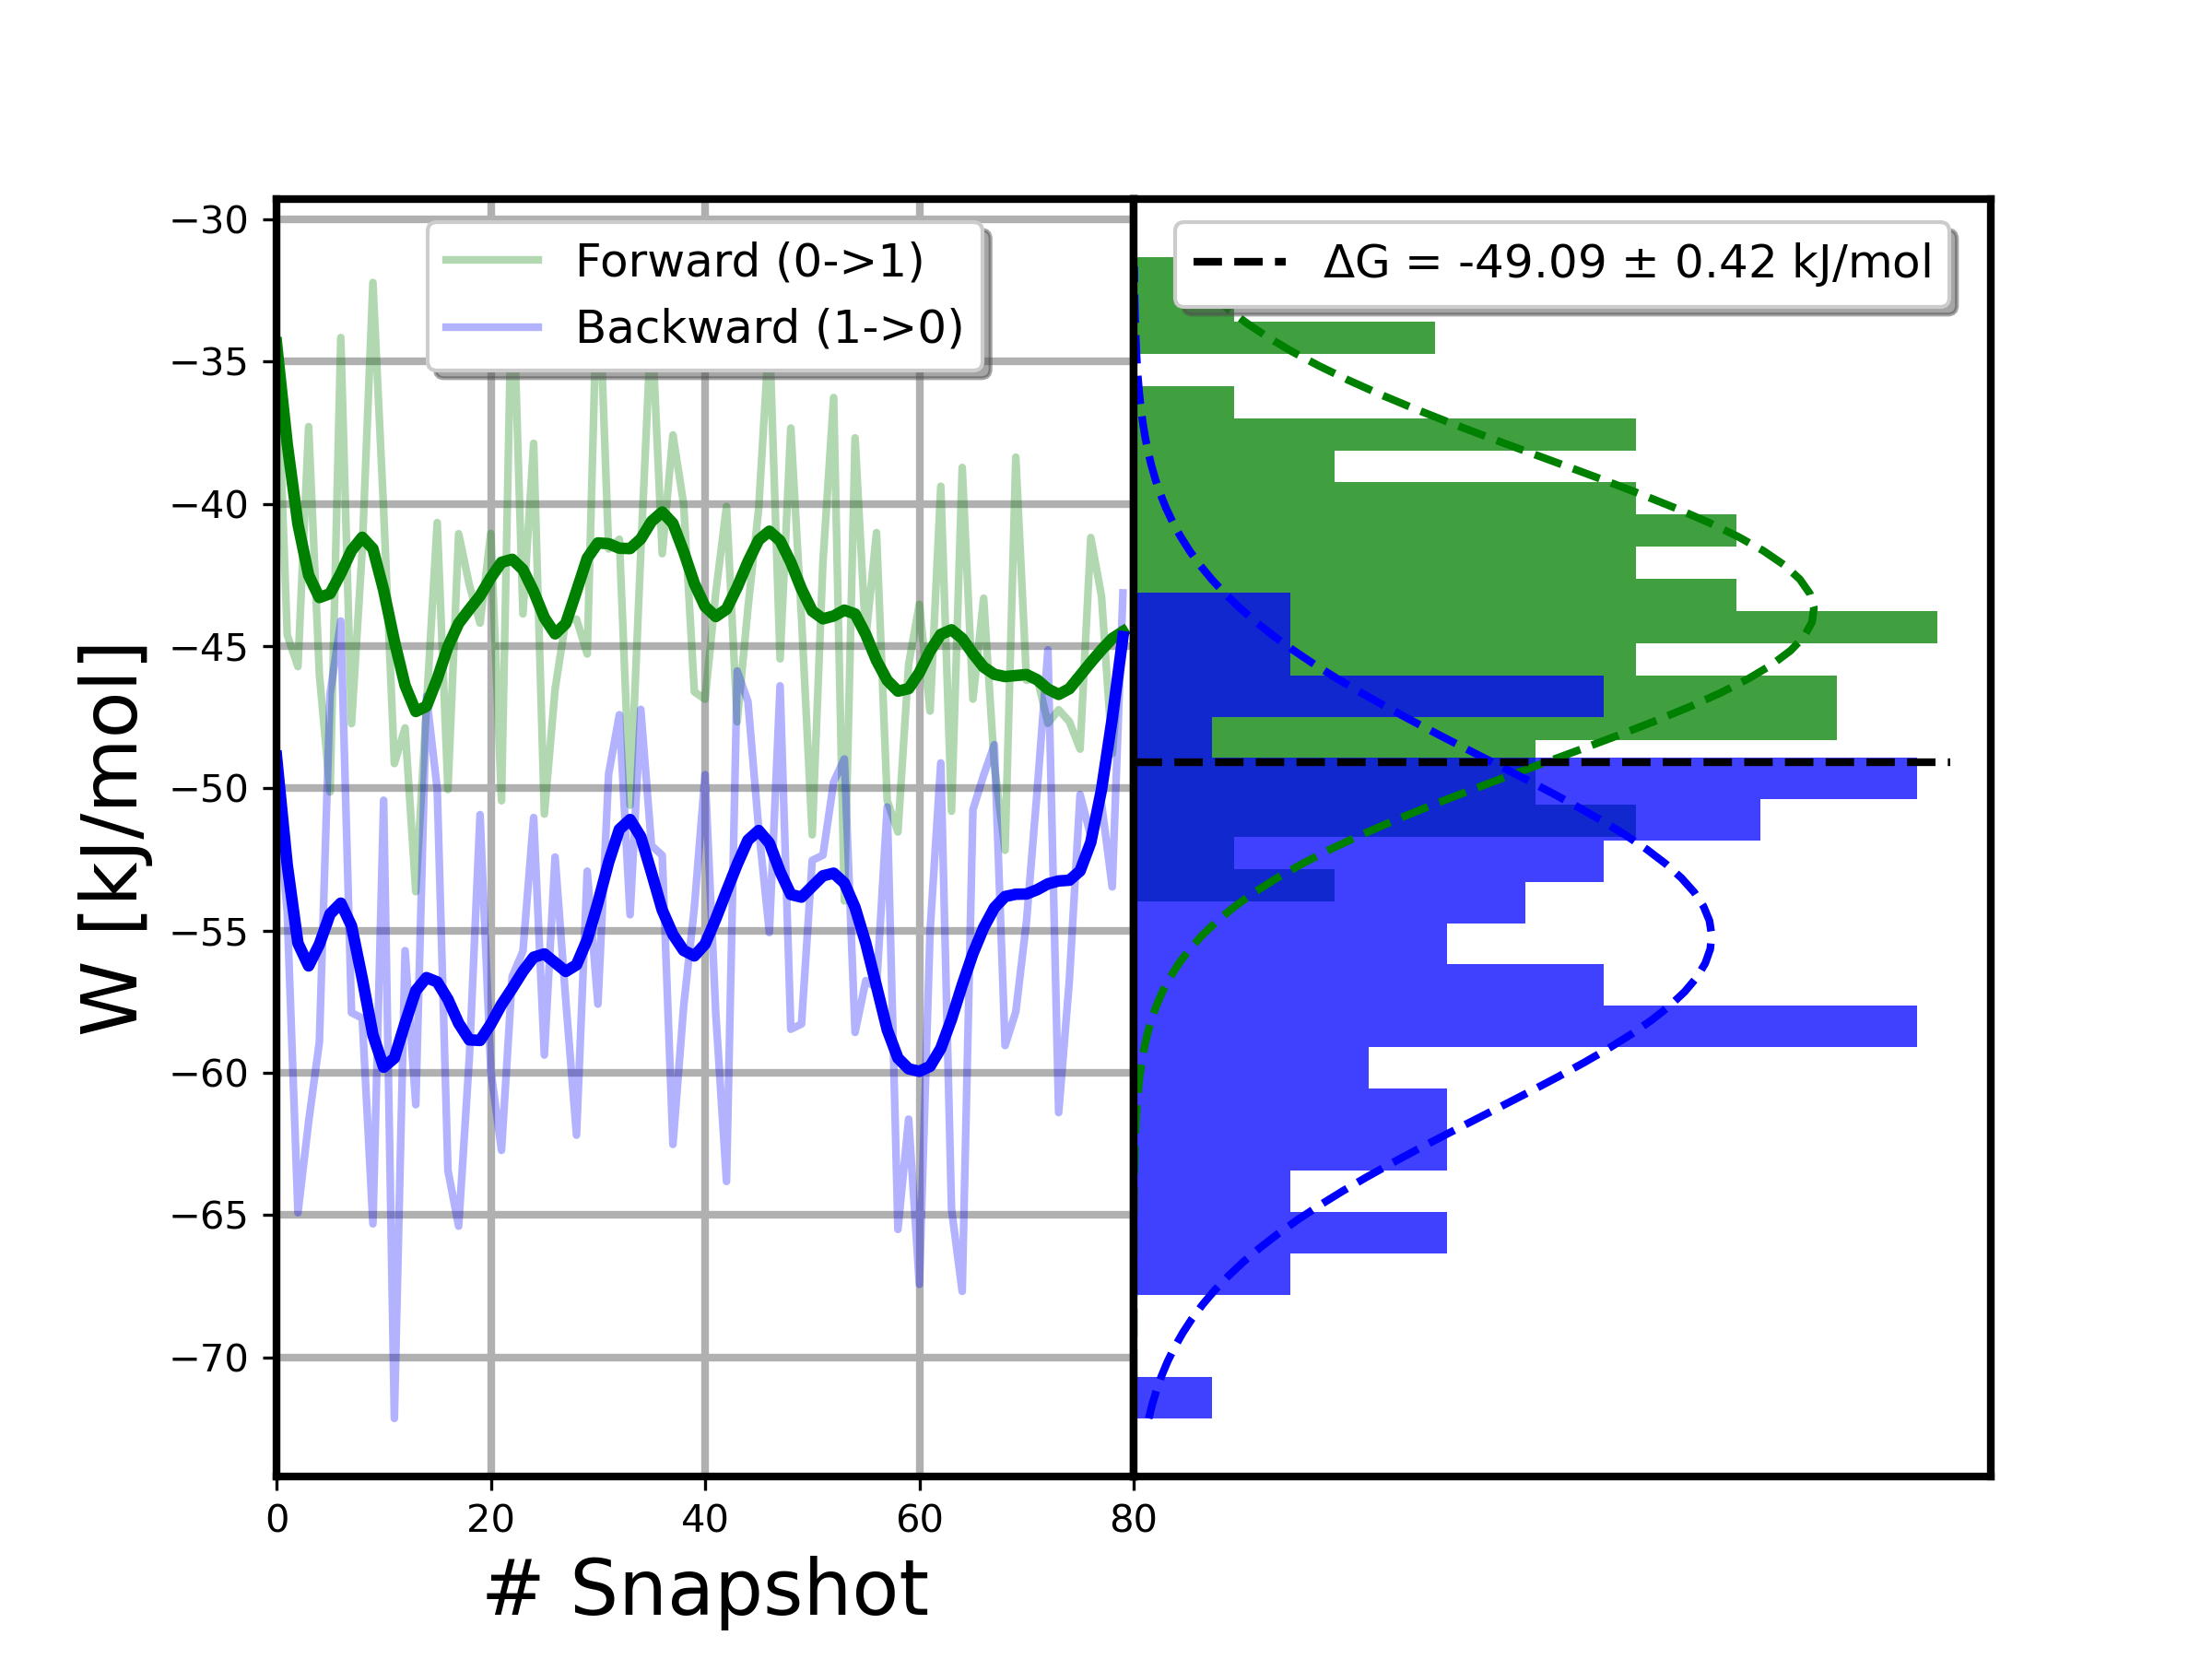 Forward (0->1)
Backward (1->0)
ΔG = -49.09 ± 0.42 kJ/mol
W [kJ/mol]
−30
−35
−40
−45
−50
−55
−60
−65
−70
0 20 40 60 80
# Snapshot